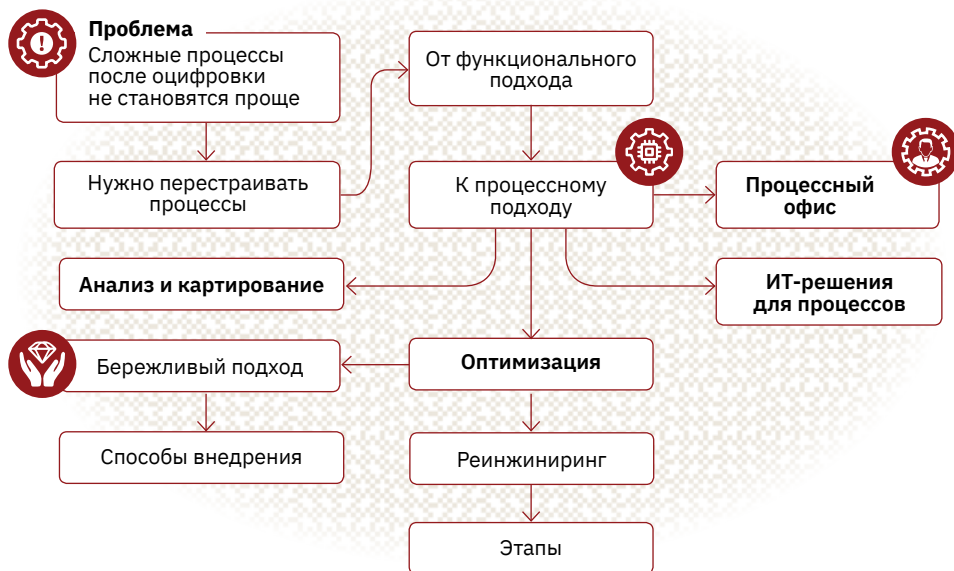 Проблема
Сложные процессы
после оцифровки
не становятся проще
Нужно перестраивать
процессы
От функционального
подхода
К процессному
подходу
Процессный
офис
Анализ и картирование
ИТ-решения
для процессов
Оптимизация
Бережливый подход
Способы внедрения
Реинжиниринг
Этапы